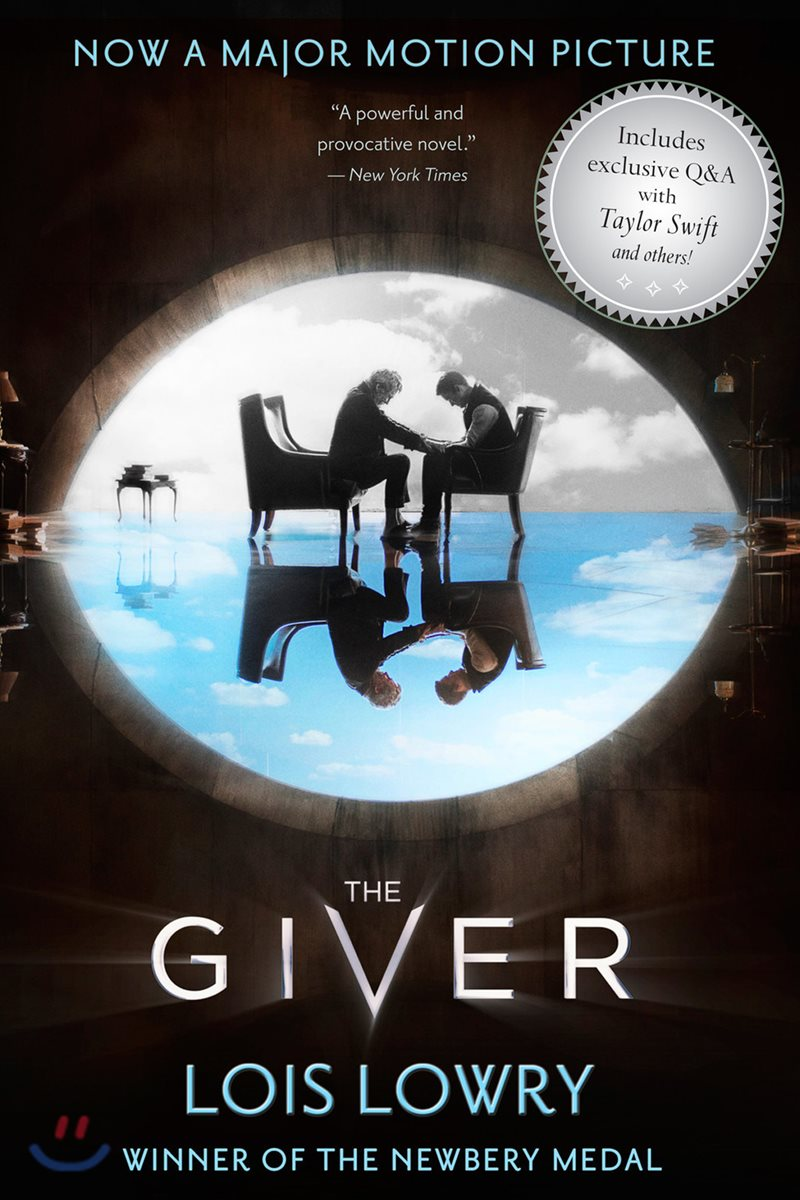 NOW A MAJOR MOTION PICTURE
“A powerful and
provocative novel.”
— New York Times
Includes
exclusive Q&A
with
Taylor Swift
and others!
THE
GIVER
LOIS LOWRY
WINNER OF THE NEWBERY MEDAL